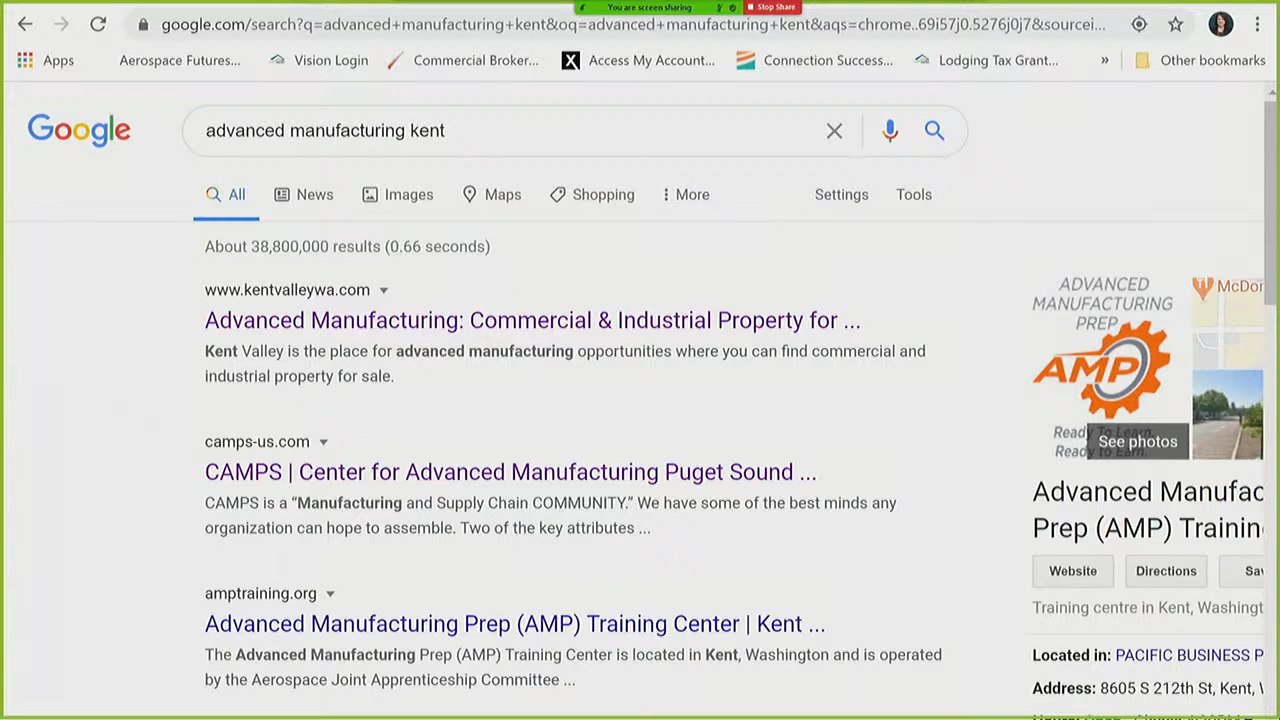 You are screen sharing
Stop Share
google.com/search?q=advanced+manufacturing+kent&oq=advanced+manufacturing+kent&aqs=chrome..69i57j0.5276j0j7&sourcei...
Apps Aerospace Futures... Vision Login Commercial Broker... Access My Account... Connection Success... Lodging Tax Grant... » Other bookmarks
Google
advanced manufacturing kent
All News Images Maps Shopping More Settings Tools
About 38,800,000 results (0.66 seconds)
www.kentvalleywa.com
Advanced Manufacturing: Commercial & Industrial Property for ...
Kent Valley is the place for advanced manufacturing opportunities where you can find commercial and
industrial property for sale.
camps-us.com
CAMPS | Center for Advanced Manufacturing Puget Sound ...
CAMPS is a “Manufacturing and Supply Chain COMMUNITY.” We have some of the best minds any
organization can hope to assemble. Two of the key attributes ...
amptraining.org
Advanced Manufacturing Prep (AMP) Training Center | Kent ...
The Advanced Manufacturing Prep (AMP) Training Center is located in Kent, Washington and is operated
by the Aerospace Joint Apprenticeship Committee ...
ADVANCED
MANUFACTURING
PREP
AMP
Ready To Learn.
Ready to
See photos
McDor
Advanced Manufac
Prep (AMP) Trainin
Website Directions Sav
Training centre in Kent, Washingt
Located in: PACIFIC BUSINESS P
Address: 8605 S 212th St, Kent,